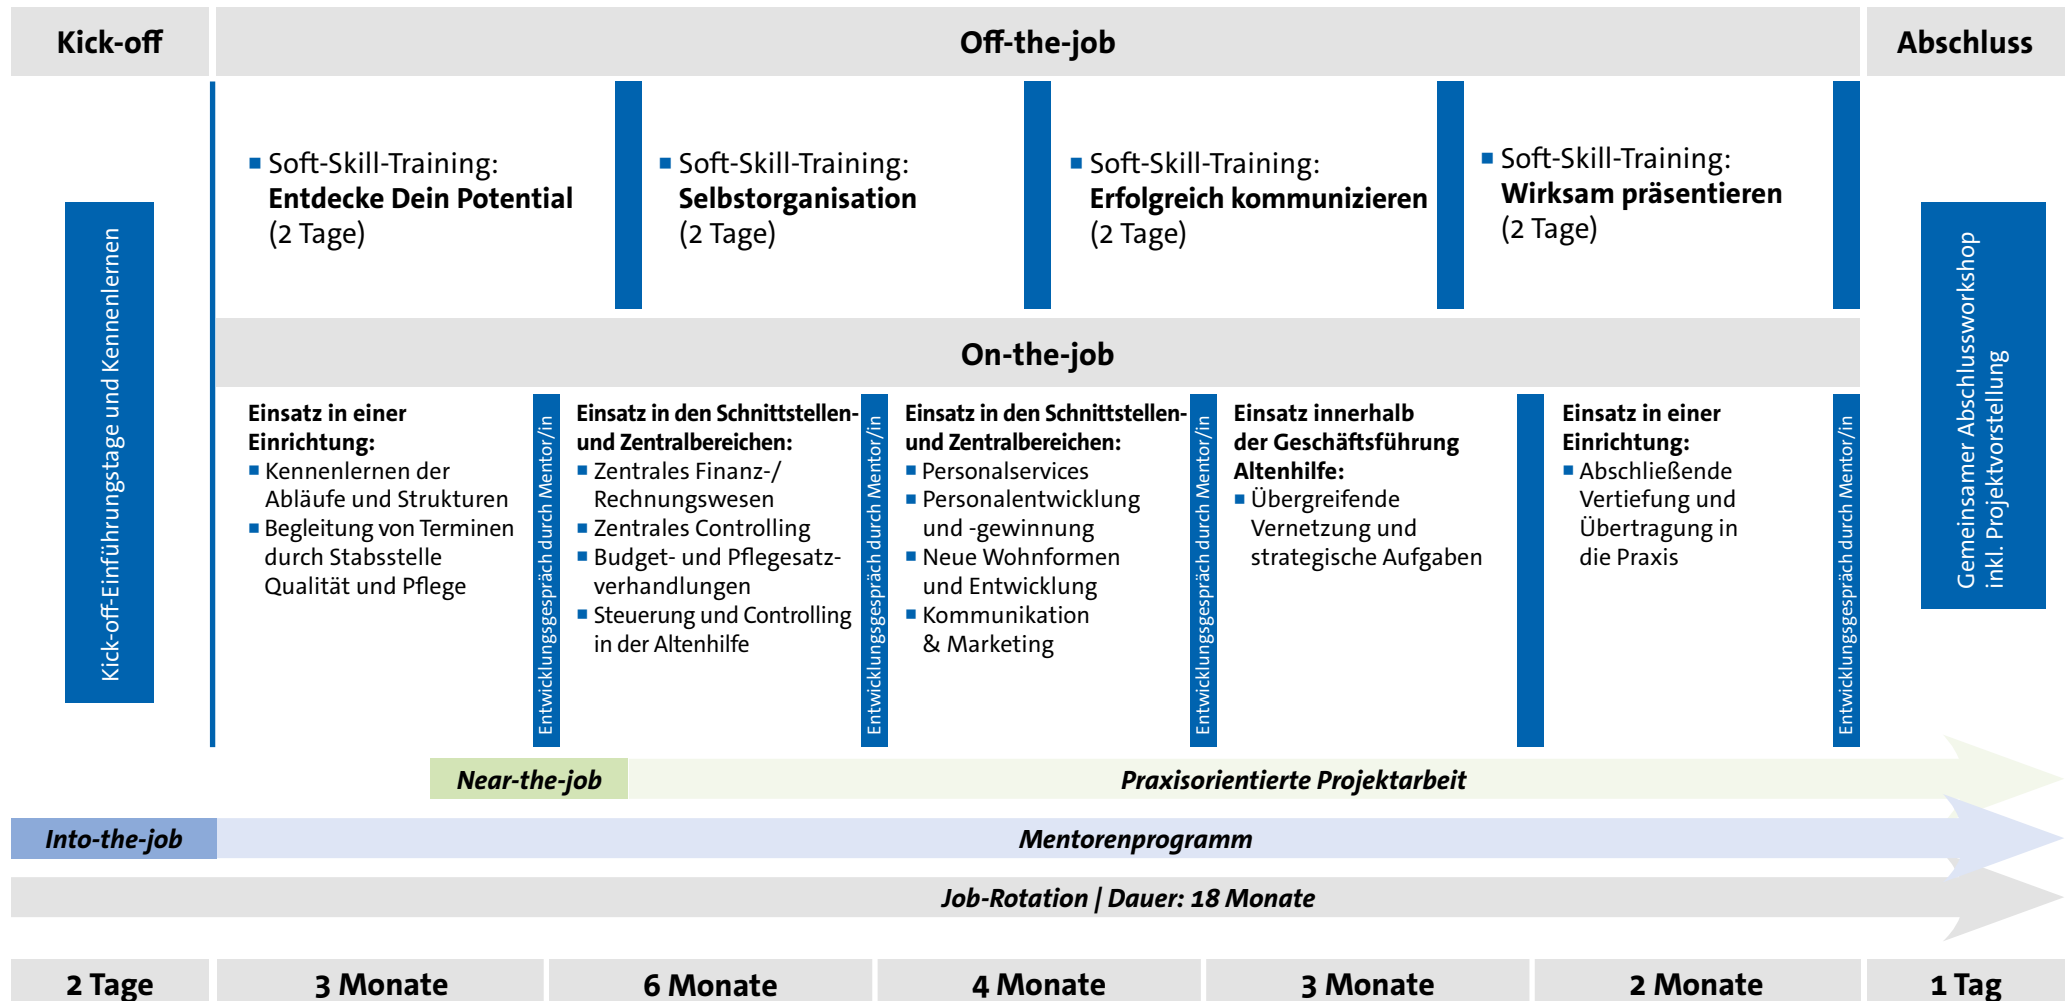 Kick-off
Off-the-job
Abschluss
Kick-off-Einführungstage und Kennenlernen
■ Soft-Skill-Training:
Entdecke Dein Potential
(2 Tage)
■ Soft-Skill-Training:
Selbstorganisation
(2 Tage)
■ Soft-Skill-Training:
Erfolgreich kommunizieren
(2 Tage)
■ Soft-Skill-Training:
Wirksam präsentieren
(2 Tage)
Gemeinsamer Abschlussworkshop
inkl. Projektvorstellung
On-the-job
Einsatz in einer
Einrichtung:
■ Kennenlernen der
Abläufe und Strukturen
■ Begleitung von Terminen
durch Stabsstelle
Qualität und Pflege
Entwicklungsgespräch durch Mentor/in
Einsatz in den Schnittstellen-
und Zentralbereichen:
■ Zentrales Finanz-/
Rechnungswesen
■ Zentrales Controlling
■ Budget- und Pflegesatz-
verhandlungen
■ Steuerung und Controlling
in der Altenhilfe
Entwicklungsgespräch durch Mentor/in
Einsatz in den Schnittstellen-
und Zentralbereichen:
■ Personalservices
■ Personalentwicklung
und -gewinnung
■ Neue Wohnformen
und Entwicklung
■ Kommunikation
& Marketing
Entwicklungsgespräch durch Mentor/in
Einsatz innerhalb
der Geschäftsführung
Altenhilfe:
■ Übergreifende
Vernetzung und
strategische Aufgaben
Einsatz in einer
Einrichtung:
■ Abschließende
Vertiefung und
Übertragung in
die Praxis
Entwicklungsgespräch durch Mentor/in
Near-the-job
Praxisorientierte Projektarbeit
Into-the-job
Mentorenprogramm
Job-Rotation | Dauer: 18 Monate
2 Tage
3 Monate
6 Monate
4 Monate
3 Monate
2 Monate
1 Tag